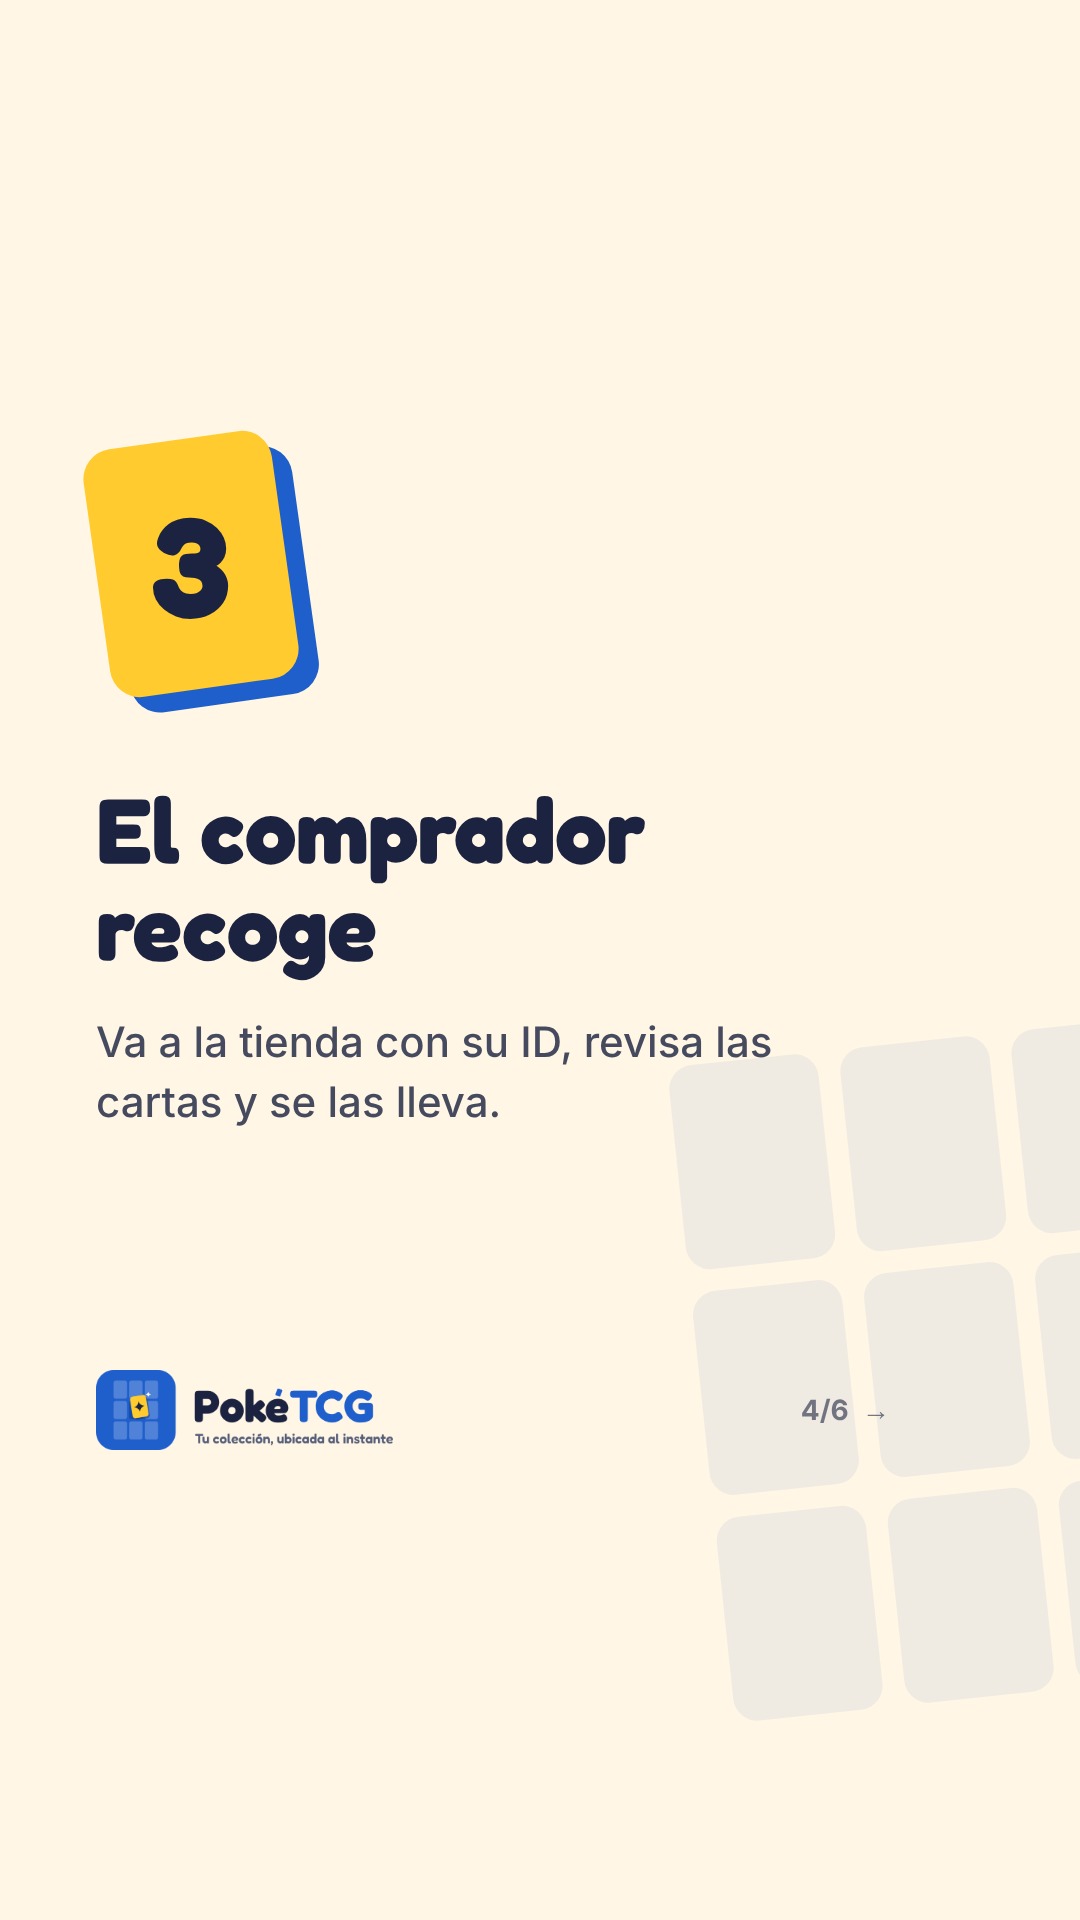 3
El comprador
recoge
Va a la tienda con su ID, revisa las
cartas y se las lleva.
PokéTCG
Tu colección, ubicada al instante
4/6 →